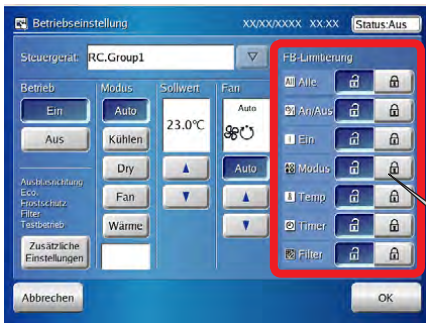 Betriebseinstellung
XX/XX/XXXX XX:XX
Status:Aus
Steuergerät:
RC.Group1
FB-Limitierung
Betrieb
Modus
Sollwert
Fan
Ein
Aus
Auto
Kühlen
Dry
Fan
Wärme
23.0℃
Auto
Auto
All Alle
An/Aus
Ein
Modus
Temp
Timer
Filter
Ausblasrichtung
Eco.
Frostschutz
Filter
Testbetrieb
Zusätzliche
Einstellungen
Abbrechen
OK